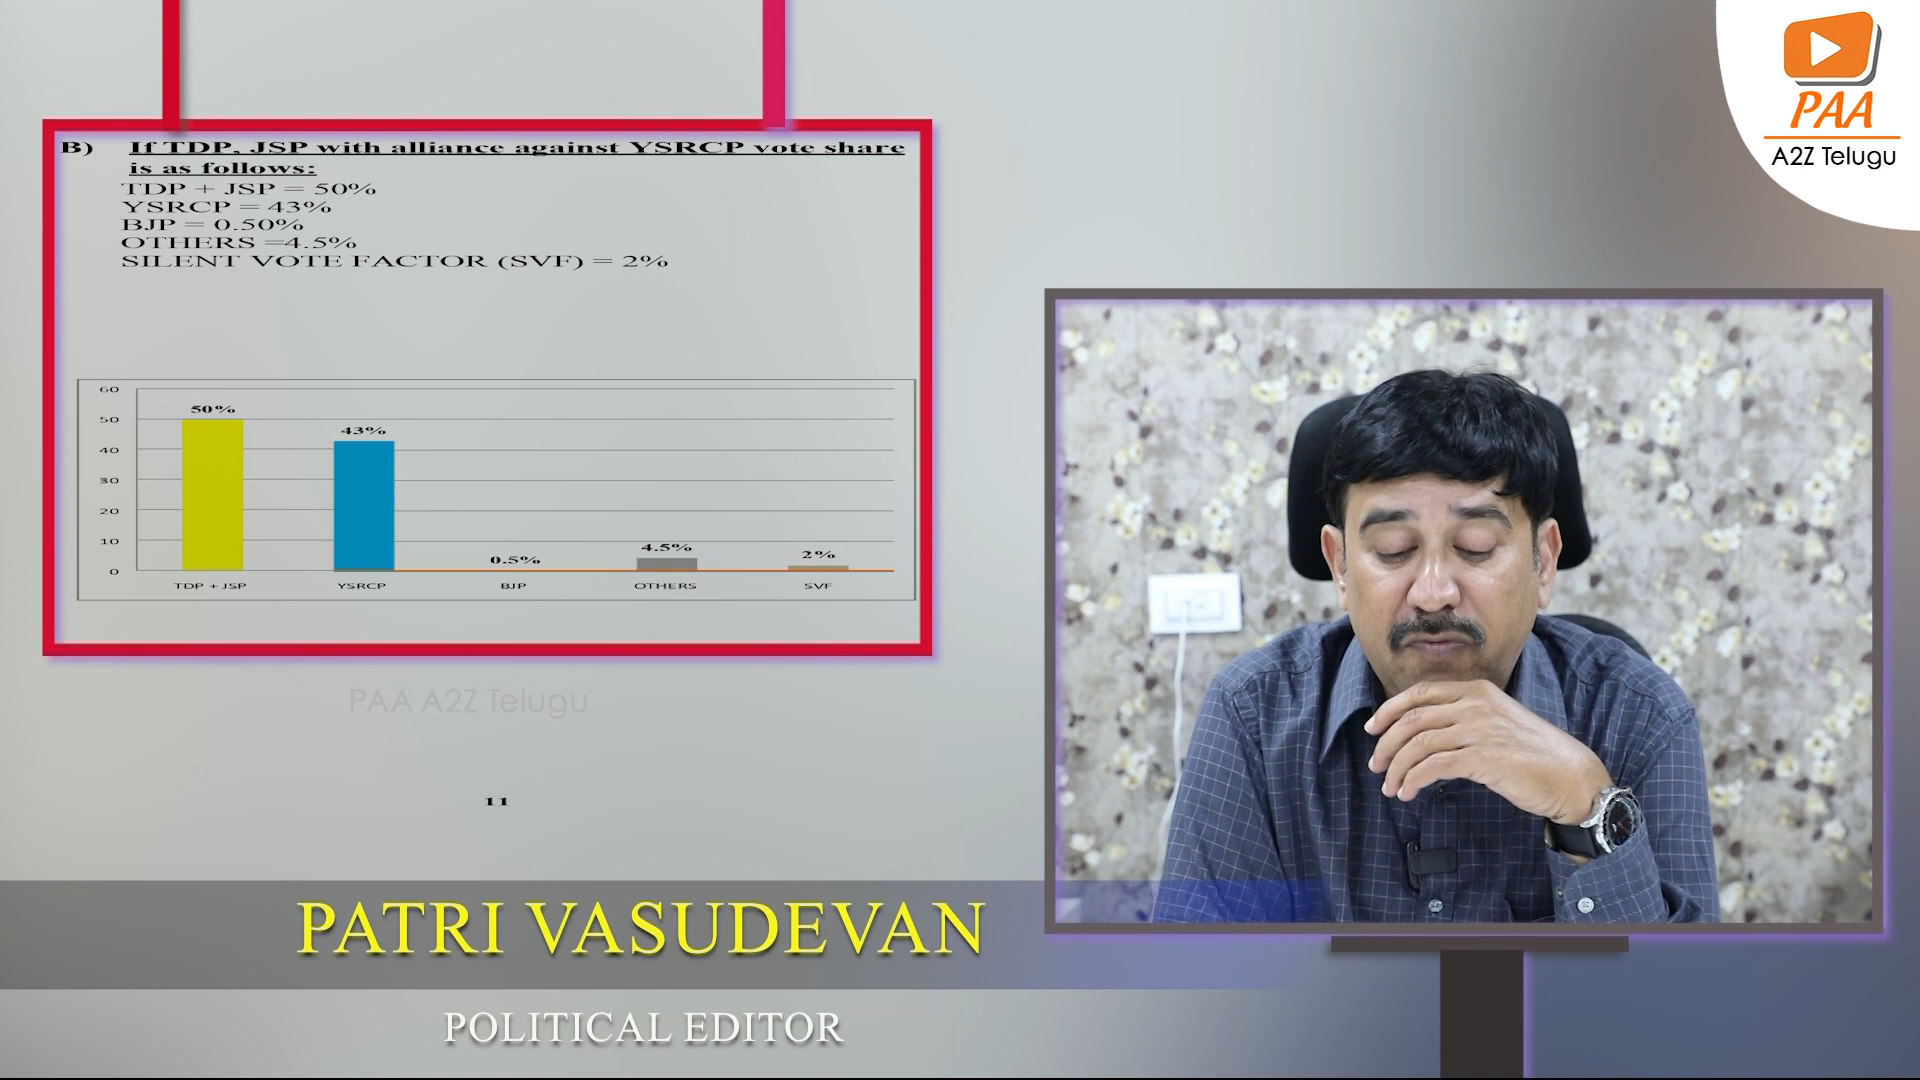 B) If TDP, JSP with alliance against YSRCP vote share
is as follows:
TDP + JSP = 50%
YSRCP = 43%
BJP = 0.50%
OTHERS =4.5%
SILENT VOTE FACTOR (SVF) = 2%
60
50
40
30
20
10
0
50%
43%
0.5%
4.5%
2%
TDP + JSP
YSRCP
BJP
OTHERS
SVF
PAA A2Z Telugu
11
PATRI VASUDEVAN
POLITICAL EDITOR
PAA
A2Z Telugu